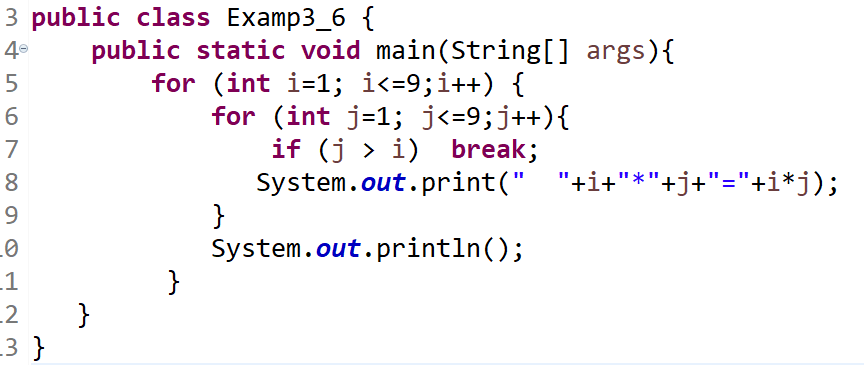 3 public class Examp3_6 {
4 public static void main(String[] args){
5 for (int i=1; i<=9;i++) {
6 for (int j=1; j<=9;j++){
7 if (j > i)  break;
8 System.out.print("  "+i+"*"+j+"="+i*j);
9 }
.0 System.out.println();
.1 }
.2 }
.3 }